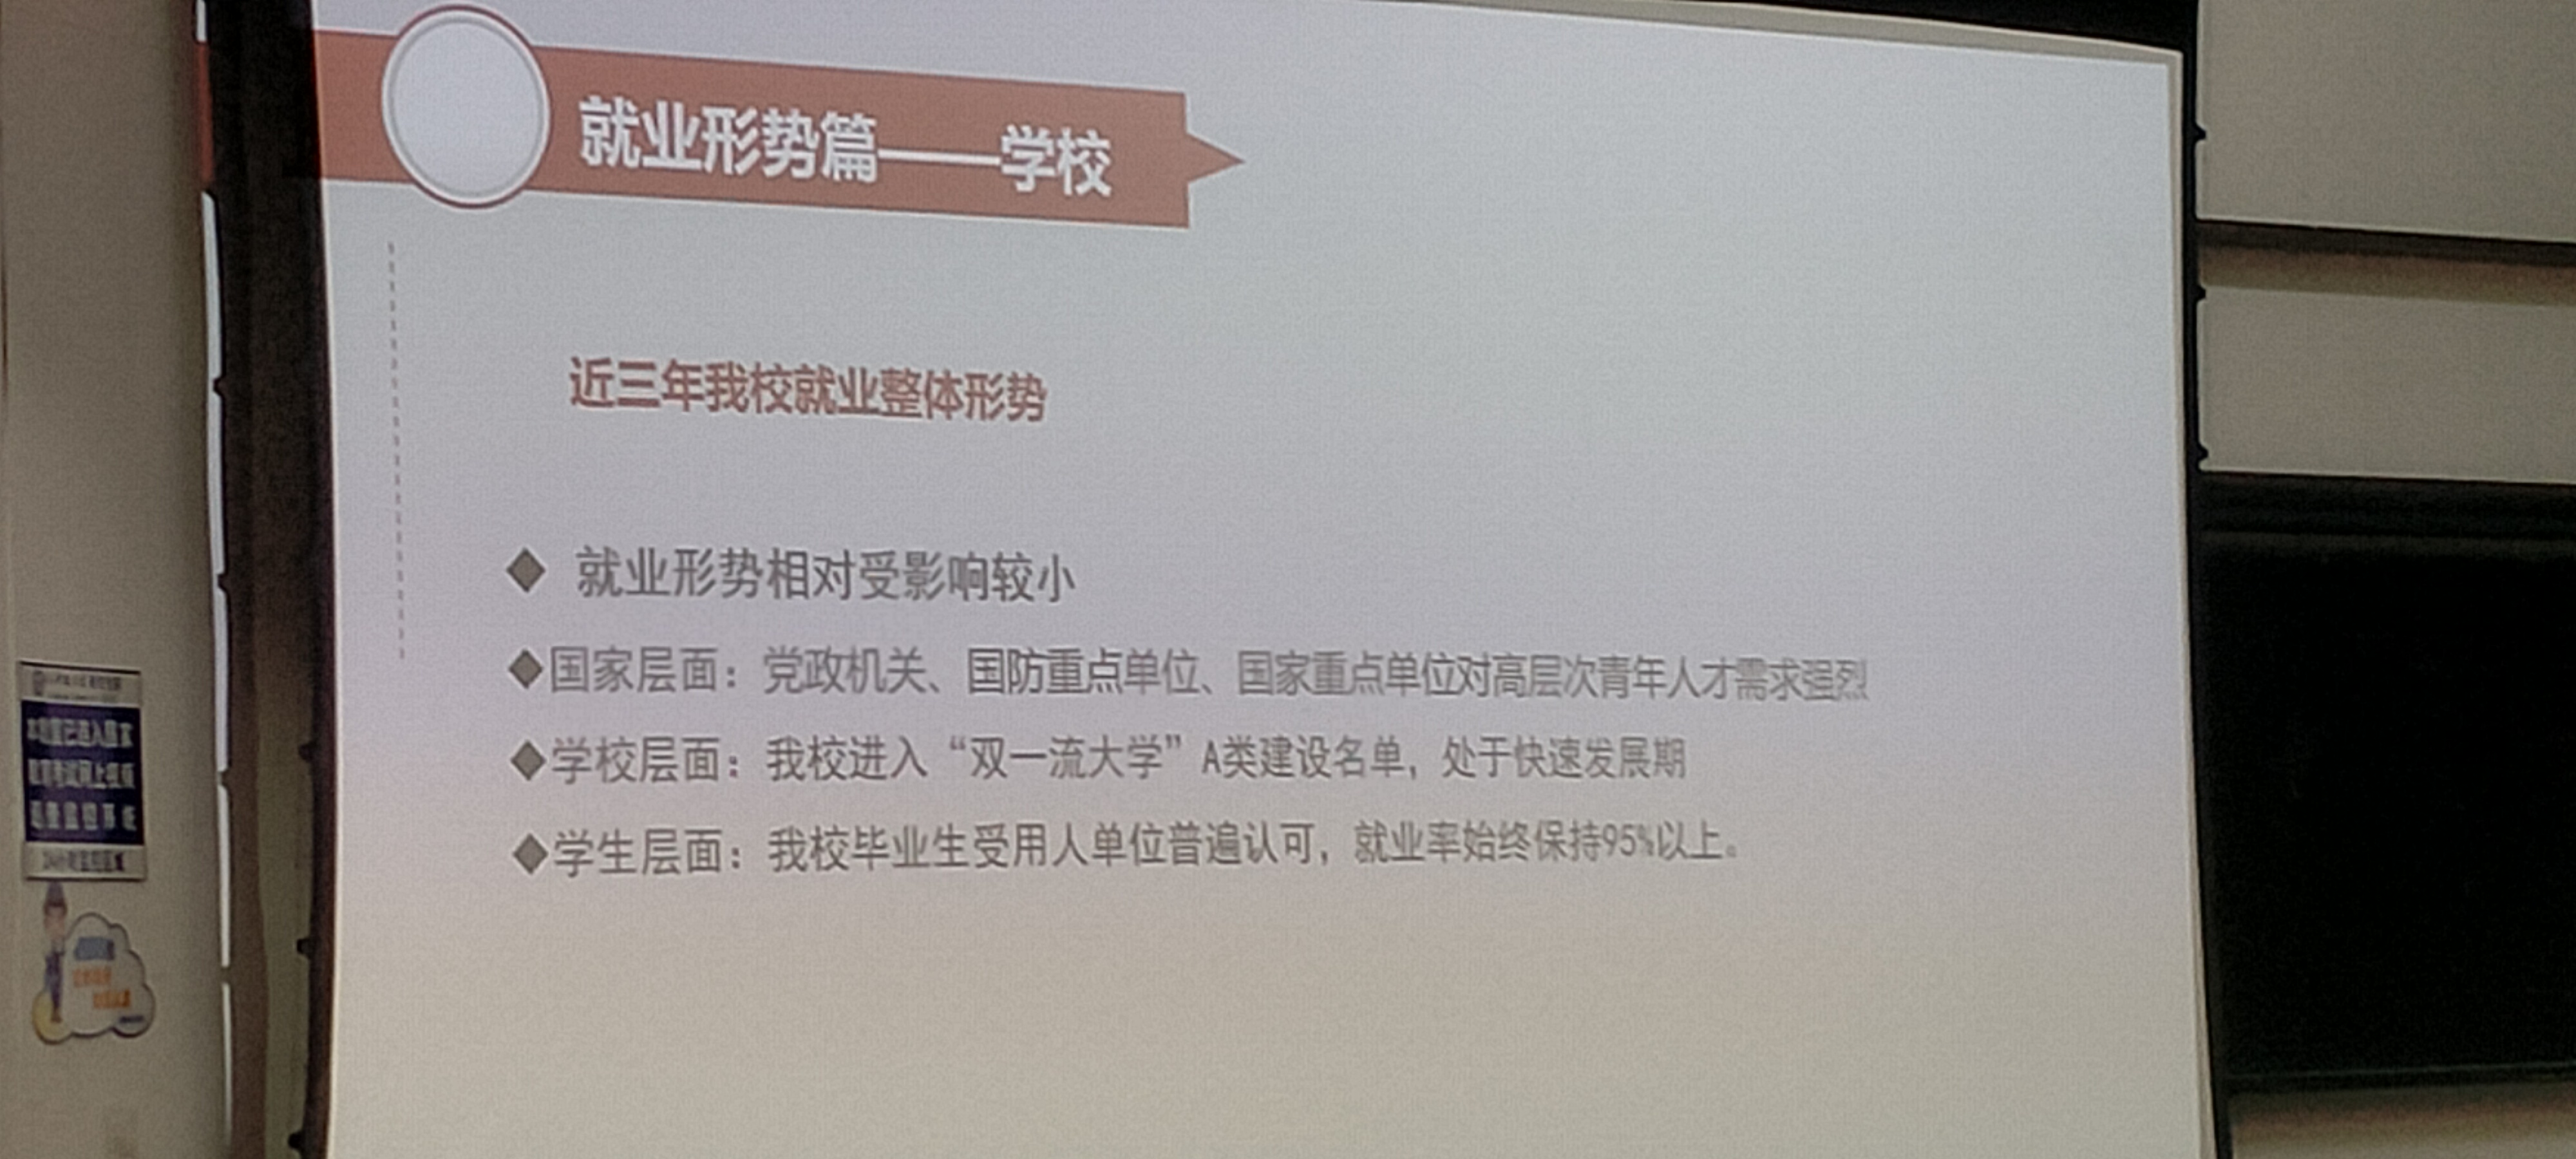 就业形势篇——学校
近三年我校就业整体形势
◆ 就业形势相对受影响较小
◆国家层面：党政机关、国防重点单位、国家重点单位对高层次青年人才需求强烈
◆学校层面：我校进入“双一流大学”A类建设名单，处于快速发展期
◆学生层面：我校毕业生受用人单位普遍认可，就业率始终保持95%以上。